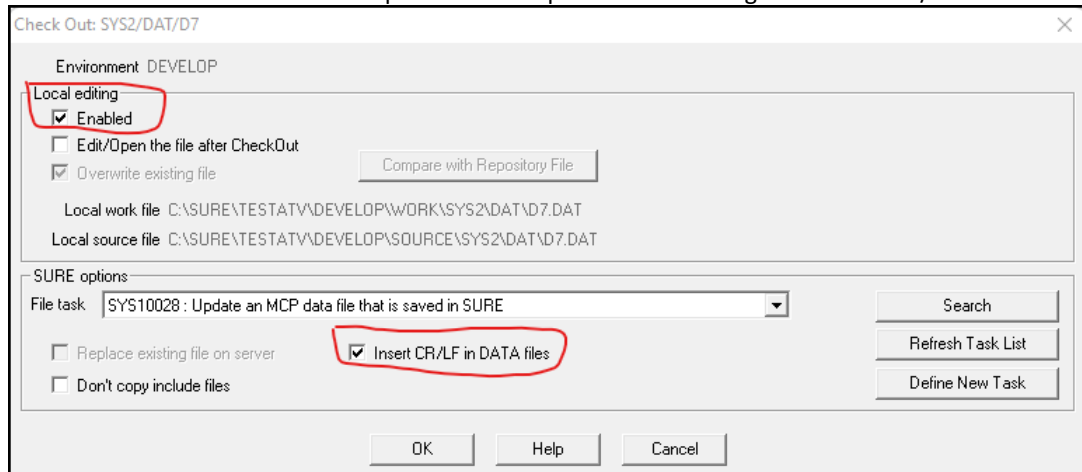 Check Out: SYS2/DAT/D7
Environment DEVELOP
Local editing
Enabled
Edit/Open the file after CheckOut
Overwrite existing file
Compare with Repository File
Local work file C:\SURE\TESTATV\DEVELOP\WORK\SYS2\DAT\D7.DAT
Local source file C:\SURE\TESTATV\DEVELOP\SOURCE\SYS2\DAT\D7.DAT
SURE options
File task SYS10028 : Update an MCP data file that is saved in SURE
Search
Replace existing file on server
Insert CR/LF in DATA files
Refresh Task List
Don't copy include files
Define New Task
OK Help Cancel